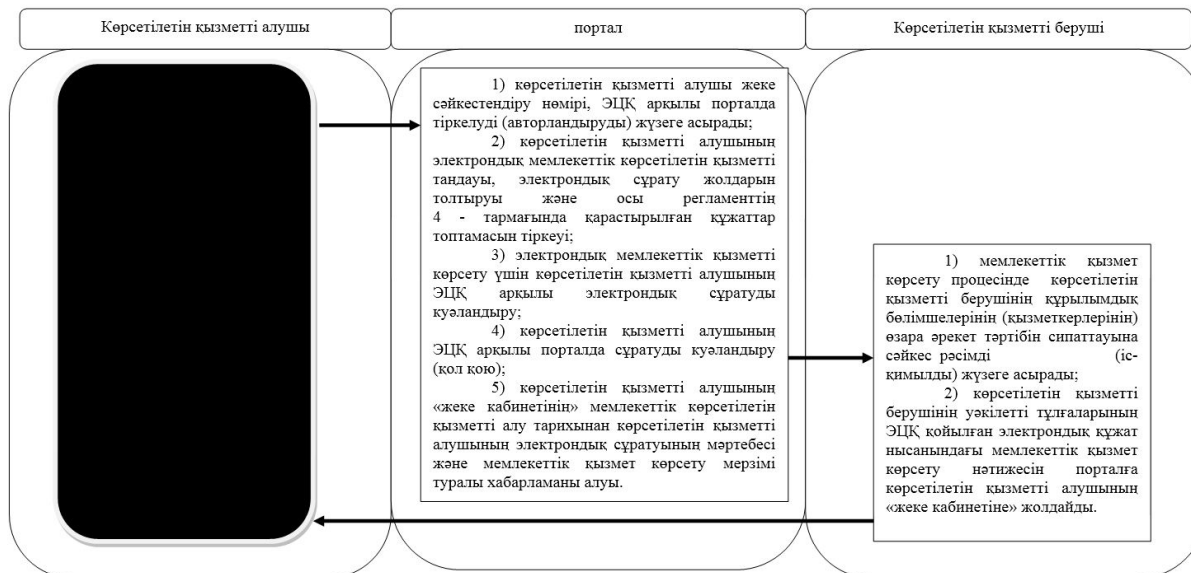 Көрсетілетін қызметті алушы
портал
Көрсетілетін қызметті беруші
1) көрсетілетін қызметті алушы жеке
сәйкестендіру нөмірі, ЭЦҚ арқылы порталда
тіркелуді (авторландыруды) жүзеге асырады;
2) көрсетілетін қызметті алушының
электрондық мемлекеттік көрсетілетін қызметті
тандауы, электрондық сұрату жолдарын
толтыруы және осы регламенттің
4 - тармағында қарастырылған құжаттар
топтамасын тіркеуі;
3) электрондық мемлекеттік қызметті
көрсету үшін көрсетілетін қызметті алушының
ЭЦҚ арқылы электрондық сұратуды
куәландыру;
4) көрсетілетін қызметті алушының
ЭЦҚ арқылы порталда сұратуды куәландыру
(қол қою);
5) көрсетілетін қызметті алушының
«жеке кабинетінің» мемлекеттік көрсетілетін
қызметті алу тарихынан көрсетілетін қызметті
алушының электрондық сұратуының мәртебесі
және мемлекеттік қызмет көрсету мерзімі
туралы хабарламаны алуы.
1) мемлекеттік қызмет
көрсету процесінде көрсетілетін
қызметті берушінің құрылымдық
бөлімшелерінің (қызметкерлерінің)
өзара әрекет тәртібін сипаттауына
сәйкес рәсімді (іс-
қимылды) жүзеге асырады;
2) көрсетілетін қызметті
берушінің уәкілетті тұлғаларының
ЭЦҚ қойылған электрондық құжат
нысанындағы мемлекеттік қызмет
көрсету нәтижесін порталға
көрсетілетін қызметті алушының
«жеке кабинетіне» жолдайды.